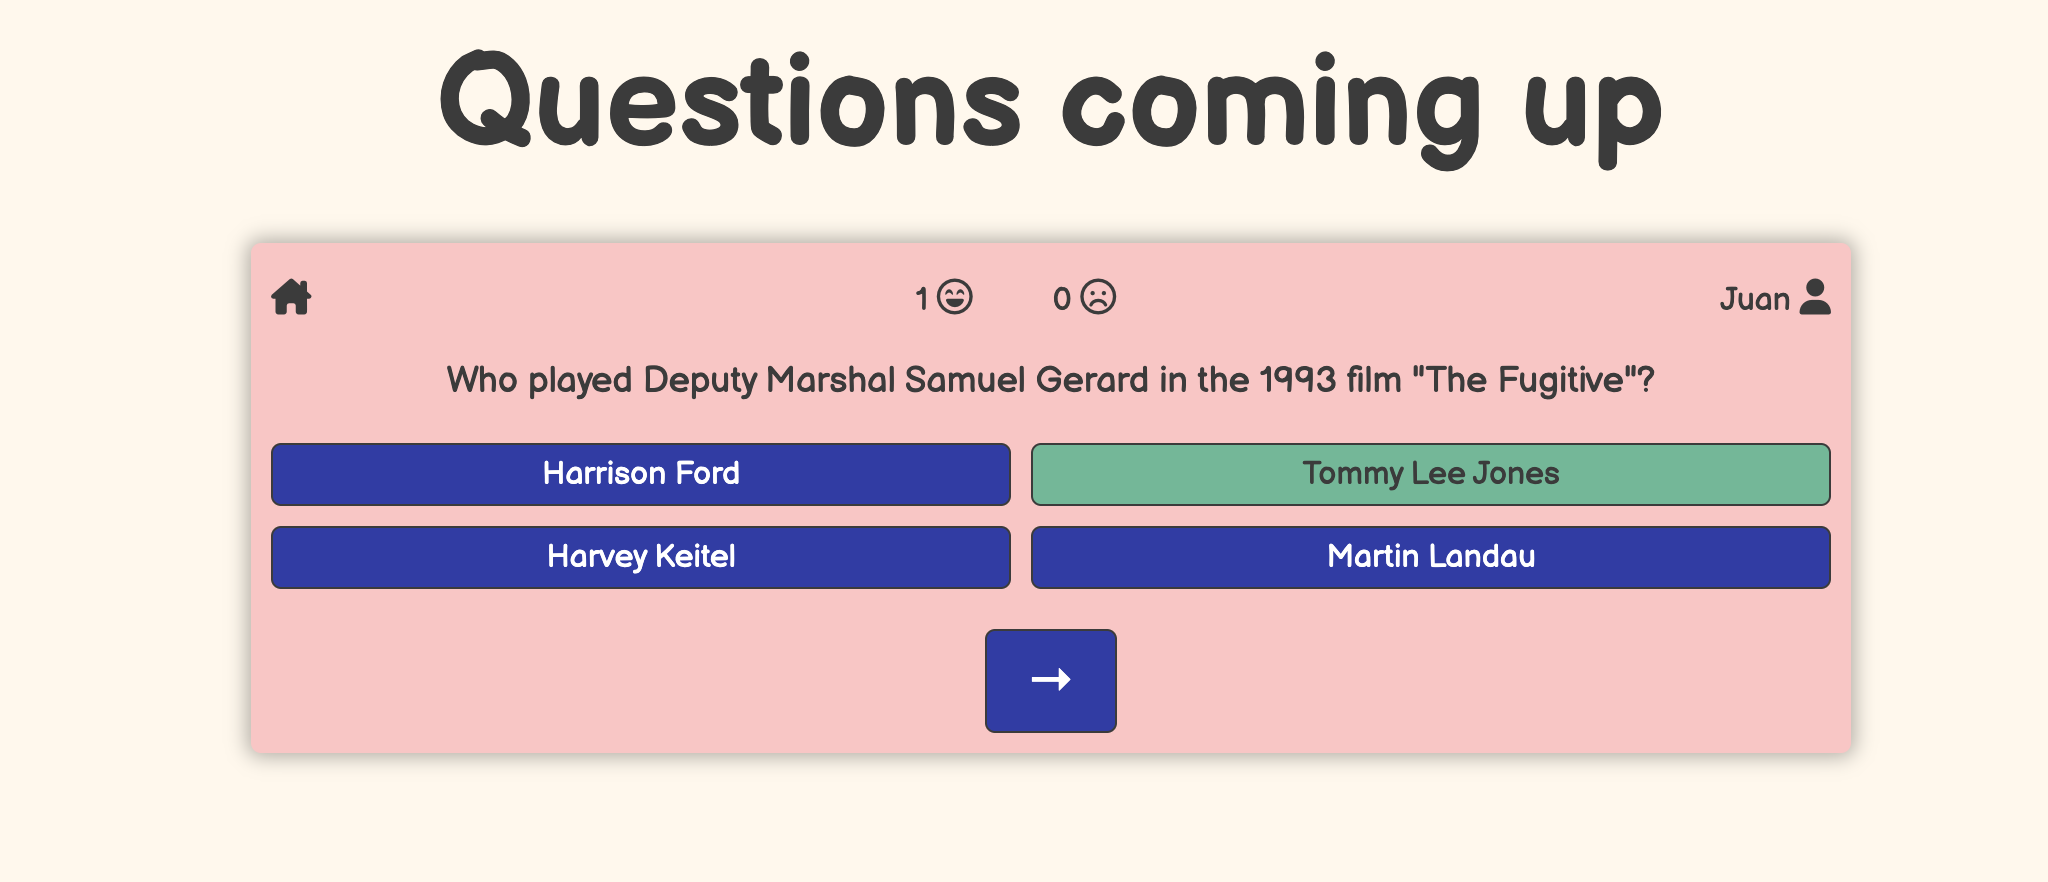 Questions coming up
1 0 Juan
Who played Deputy Marshal Samuel Gerard in the 1993 film "The Fugitive"?
Harrison Ford Tommy Lee Jones
Harvey Keitel Martin Landau